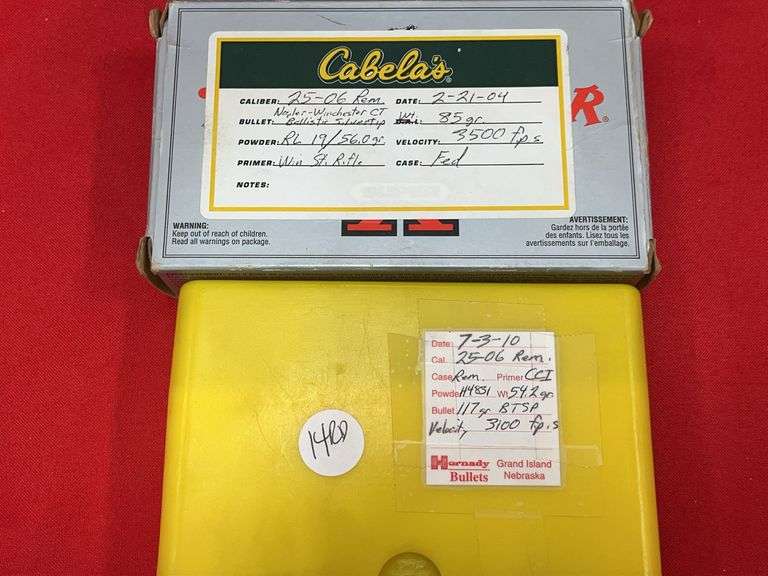 Cabela's
CALIBER: 25-06 Rem DATE: 2-21-04
BULLET: Nosler-Winchester CT Ballistic Silvertip Wt. 85 gr.
POWDER: RL 19/56.0 gr. VELOCITY: 3500 fps
PRIMER: Win St. Rifle CASE: Fed
NOTES:
R
WARNING:
Keep out of reach of children.
Read all warnings on package.
AVERTISSEMENT:
Gardez hors de la portée
des enfants. Lisez tous les
avertissements sur l'emballage.
Date: 7-3-10
Cal. 25-06 Rem.
Case Rem. Primer CCI
Powder H4831 Wt 54.2 gr
Bullet 117 gr BTSP
Velocity 3100 fp.s
Hornady Grand Island
Bullets Nebraska
14RD